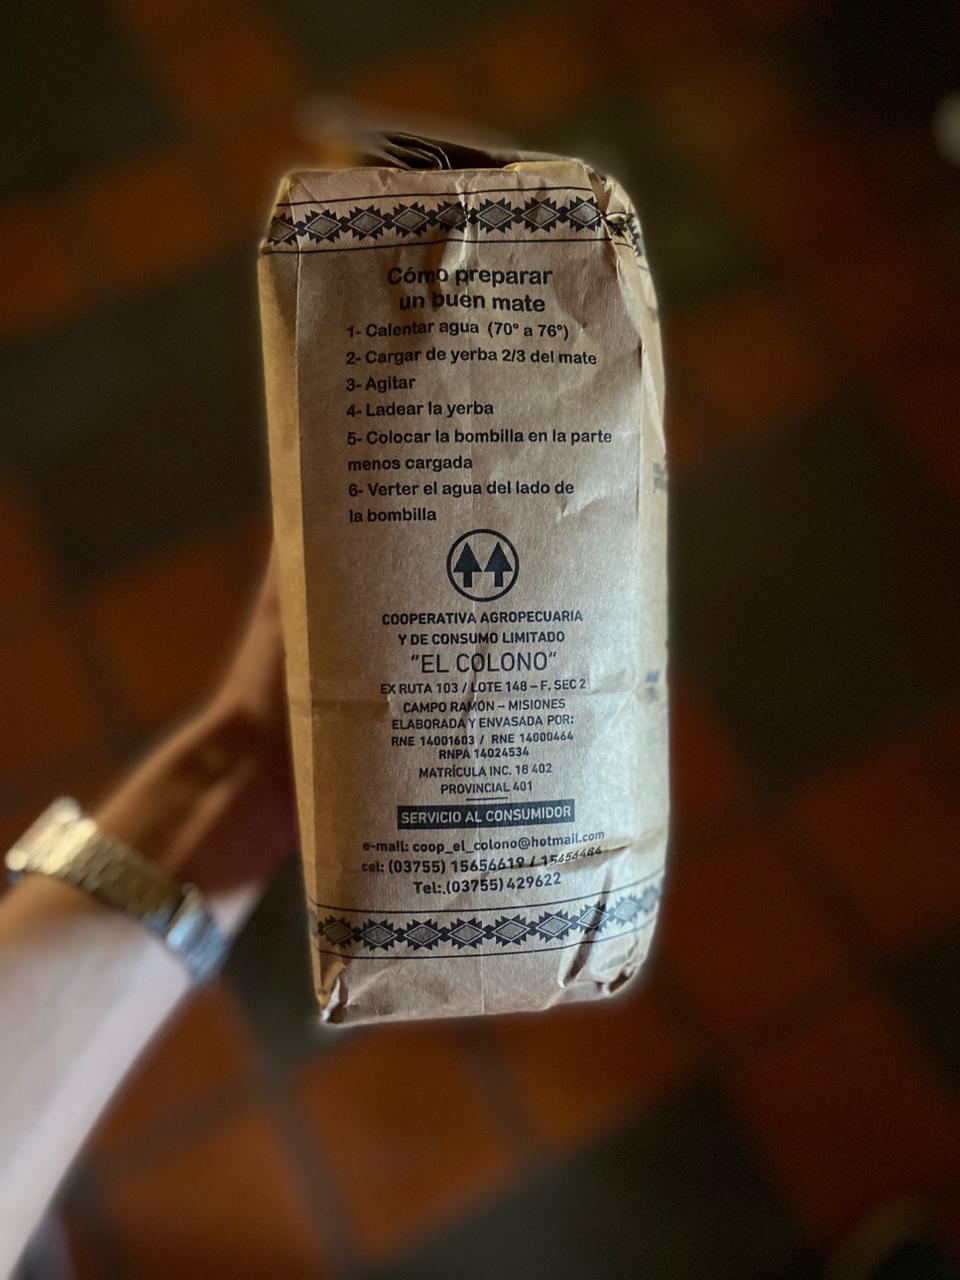 Cómo preparar
un buen mate
1- Calentar agua (70° a 76°)
2- Cargar de yerba 2/3 del mate
3- Agitar
4- Ladear la yerba
5- Colocar la bombilla en la parte
menos cargada
6- Verter el agua del lado de
la bombilla
COOPERATIVA AGROPECUARIA
Y DE CONSUMO LIMITADO
"EL COLONO"
EX RUTA 103 / LOTE 148 – F. SEC 2
CAMPO RAMÓN – MISIONES
ELABORADA Y ENVASADA POR:
RNE 14001603 / RNE 14000464
RNPA 14024534
MATRÍCULA INC. 18 402
PROVINCIAL 401
SERVICIO AL CONSUMIDOR
e-mail: coop_el_colono@hotmail.com
cel: (03755) 15656619 / 15456486
Tel:.(03755) 429622